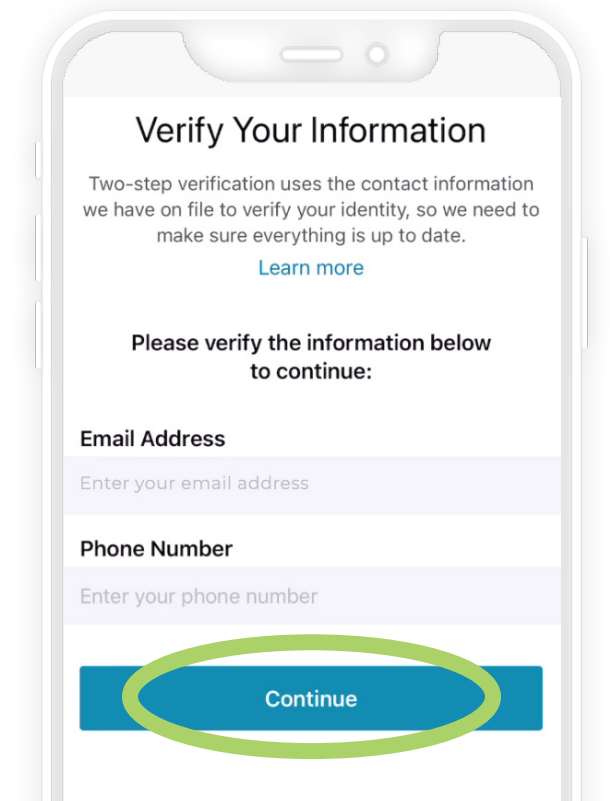 Verify Your Information
Two-step verification uses the contact information
we have on file to verify your identity, so we need to
make sure everything is up to date.
Learn more
Please verify the information below
to continue:
Email Address
Enter your email address
Phone Number
Enter your phone number
Continue